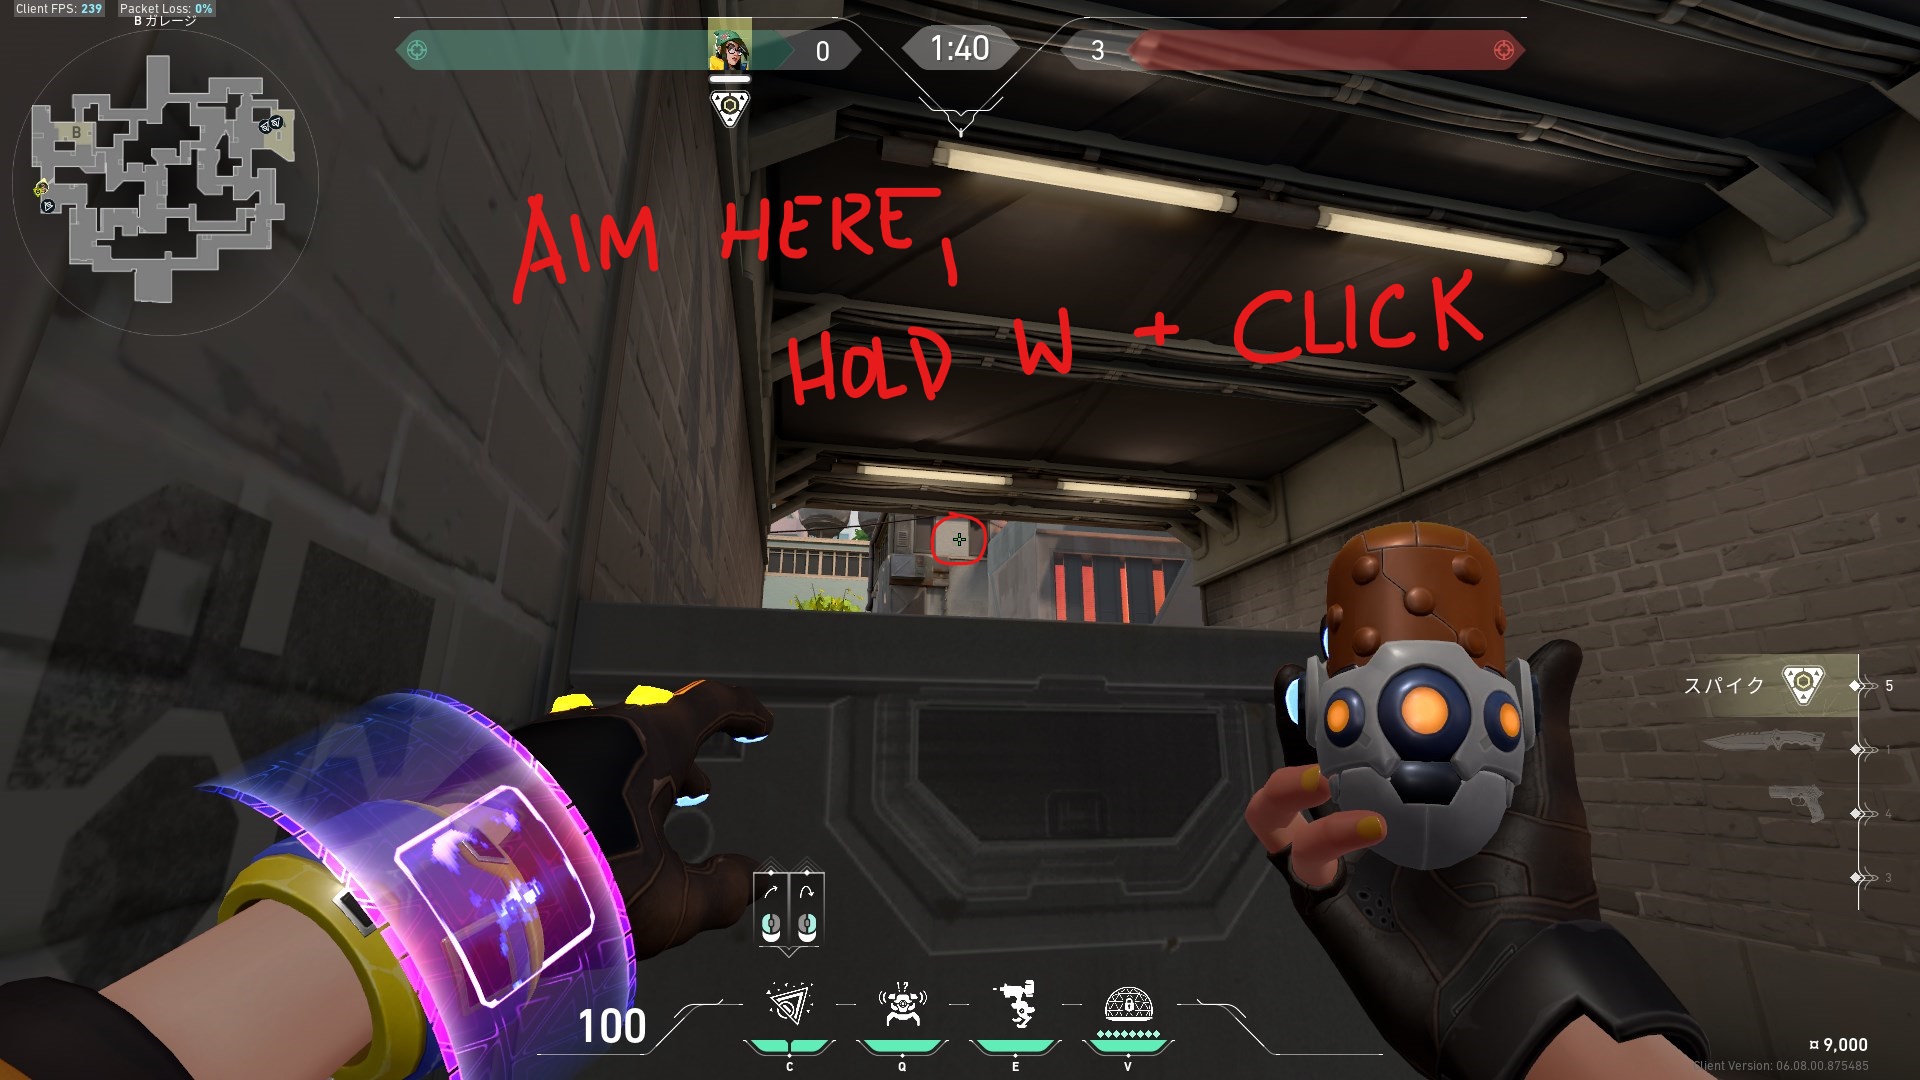 Client FPS: 239 Packet Loss: 0%
B ガレージ
B
0 1:40 3
AIM HERE,
HOLD W + CLICK
スパイク 5
1
4
3
100
C Q E V
¤ 9,000
Client Version: 06.08.00.875485